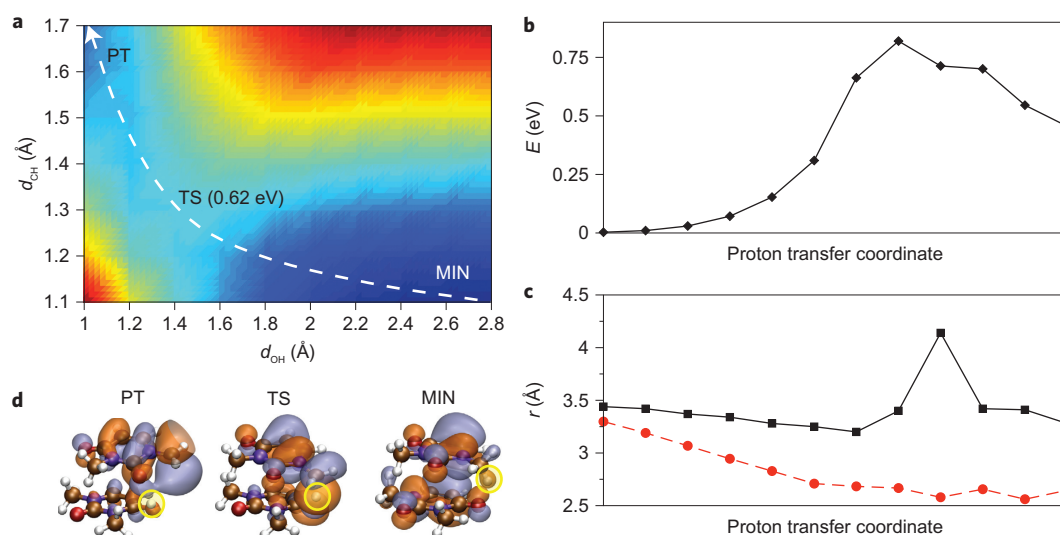 a
1.7
1.6
1.5
1.4
1.3
1.2
1.1
d_CH (Å)
PT
TS (0.62 eV)
MIN
1 1.2 1.4 1.6 1.8 2 2.2 2.4 2.6 2.8
d_OH (Å)
b
0.75
0.5
0.25
0
E (eV)
Proton transfer coordinate
c
4.5
4
3.5
3
2.5
r (Å)
Proton transfer coordinate
d
PT TS MIN